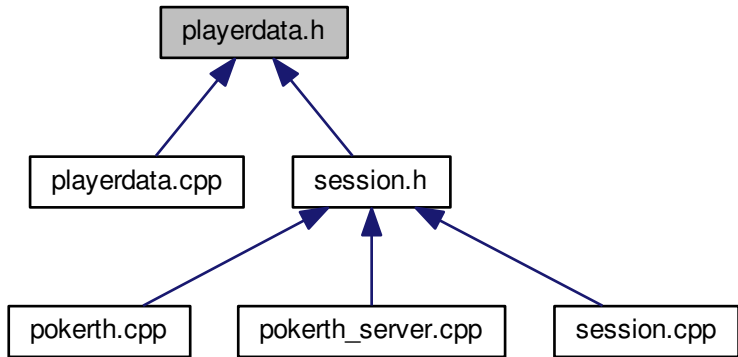 playerdata.h
playerdata.cpp
session.h
pokerth.cpp
pokerth_server.cpp
session.cpp